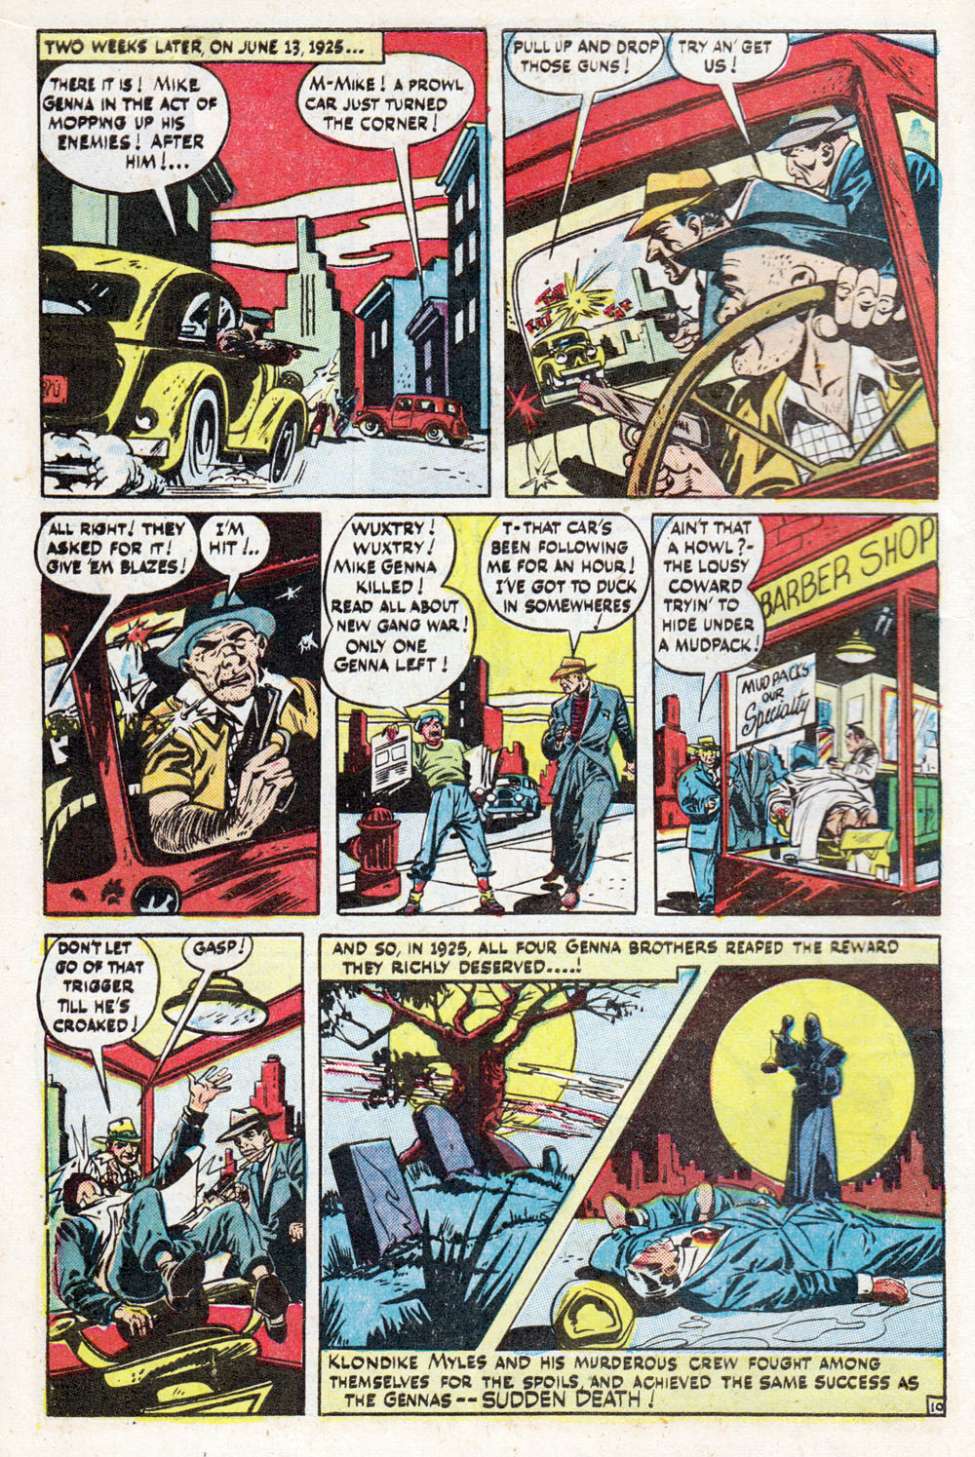 TWO WEEKS LATER, ON JUNE 13, 1925...
THERE IT IS! MIKE
GENNA IN THE ACT OF
MOPPING UP HIS
ENEMIES! AFTER
HIM!...
M-MIKE! A PROWL
CAR JUST TURNED
THE CORNER!
PULL UP AND DROP
THOSE GUNS!
TRY AN' GET
US!
ALL RIGHT! THEY
ASKED FOR IT!
GIVE 'EM BLAZES!
I'M
HIT!..
WUXTRY!
WUXTRY!
MIKE GENNA
KILLED!
READ ALL ABOUT
NEW GANG WAR!
ONLY ONE
GENNA LEFT!
T-THAT CAR'S
BEEN FOLLOWING
ME FOR AN HOUR!
I'VE GOT TO DUCK
IN SOMEWHERES
!
AIN'T THAT
A HOWL?-
THE LOUSY
COWARD
TRYIN' TO
HIDE UNDER
A MUDPACK!
BARBER SHOP
MUD PACKS
OUR
Specialty
DON'T LET
GO OF THAT
TRIGGER
TILL HE'S
CROAKED!
GASP!
AND SO, IN 1925, ALL FOUR GENNA BROTHERS REAPED THE REWARD
THEY RICHLY DESERVED....!
KLONDIKE MYLES AND HIS MURDEROUS CREW FOUGHT AMONG
THEMSELVES FOR THE SPOILS, AND ACHIEVED THE SAME SUCCESS AS
THE GENNAS -- SUDDEN DEATH!
10